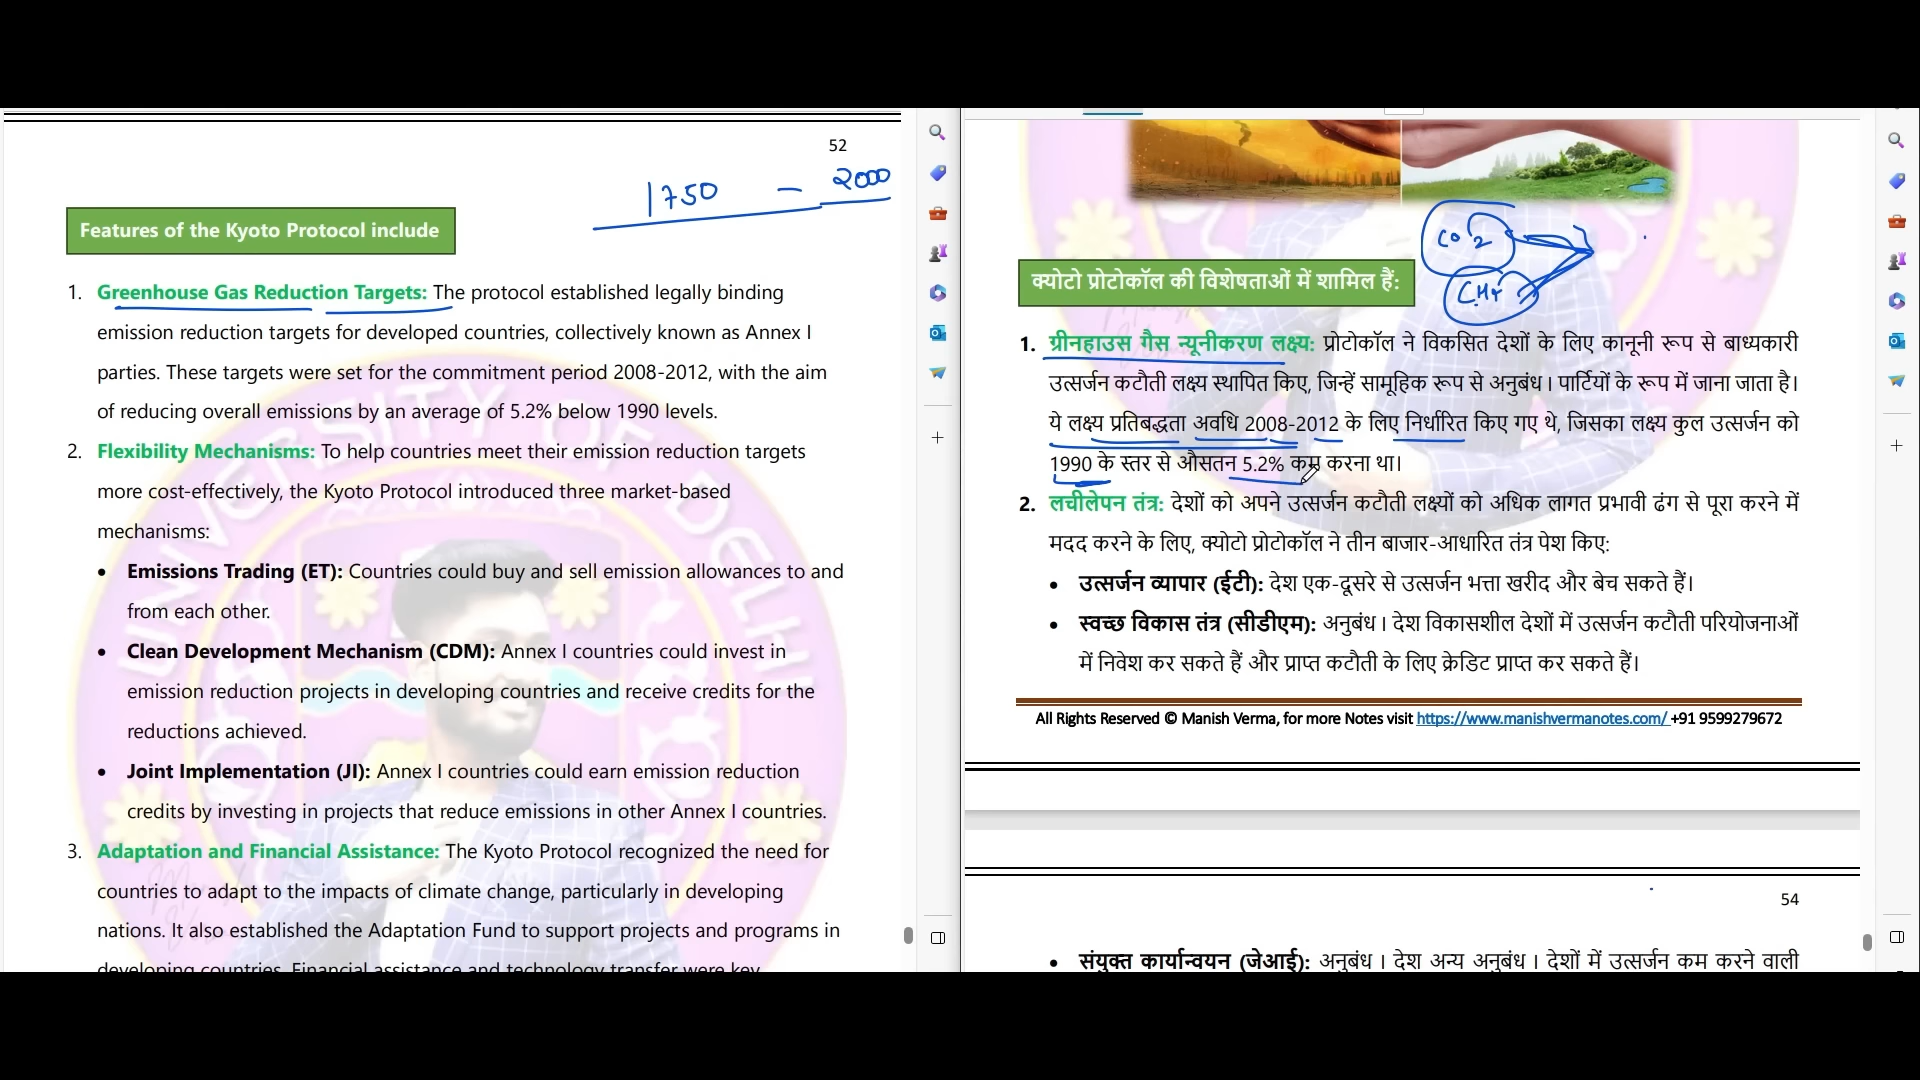 52
1750 – 2000
Features of the Kyoto Protocol include
1. Greenhouse Gas Reduction Targets: The protocol established legally binding
emission reduction targets for developed countries, collectively known as Annex I
parties. These targets were set for the commitment period 2008-2012, with the aim
of reducing overall emissions by an average of 5.2% below 1990 levels.
2. Flexibility Mechanisms: To help countries meet their emission reduction targets
more cost-effectively, the Kyoto Protocol introduced three market-based
mechanisms:
• Emissions Trading (ET): Countries could buy and sell emission allowances to and
from each other.
• Clean Development Mechanism (CDM): Annex I countries could invest in
emission reduction projects in developing countries and receive credits for the
reductions achieved.
• Joint Implementation (JI): Annex I countries could earn emission reduction
credits by investing in projects that reduce emissions in other Annex I countries.
3. Adaptation and Financial Assistance: The Kyoto Protocol recognized the need for
countries to adapt to the impacts of climate change, particularly in developing
nations. It also established the Adaptation Fund to support projects and programs in
developing countries. Financial assistance and technology transfer were key
UNIVERSITY OF DELHI
CO2
क्योटो प्रोटोकॉल की विशेषताओं में शामिल हैं:
CH4
1. ग्रीनहाउस गैस न्यूनीकरण लक्ष्य: प्रोटोकॉल ने विकसित देशों के लिए कानूनी रूप से बाध्यकारी
उत्सर्जन कटौती लक्ष्य स्थापित किए, जिन्हें सामूहिक रूप से अनुबंध। पार्टियों के रूप में जाना जाता है।
ये लक्ष्य प्रतिबद्धता अवधि 2008-2012 के लिए निर्धारित किए गए थे, जिसका लक्ष्य कुल उत्सर्जन को
1990 के स्तर से औसतन 5.2% कम करना था।
2. लचीलेपन तंत्र: देशों को अपने उत्सर्जन कटौती लक्ष्यों को अधिक लागत प्रभावी ढंग से पूरा करने में
मदद करने के लिए, क्योटो प्रोटोकॉल ने तीन बाजार-आधारित तंत्र पेश किए:
• उत्सर्जन व्यापार (ईटी): देश एक-दूसरे से उत्सर्जन भत्ता खरीद और बेच सकते हैं।
• स्वच्छ विकास तंत्र (सीडीएम): अनुबंध। देश विकासशील देशों में उत्सर्जन कटौती परियोजनाओं
में निवेश कर सकते हैं और प्राप्त कटौती के लिए क्रेडिट प्राप्त कर सकते हैं।
All Rights Reserved © Manish Verma, for more Notes visit https://www.manishvermanotes.com/ +91 9599279672
54
• संयुक्त कार्यान्वयन (जेआई): अनुबंध। देश अन्य अनुबंध। देशों में उत्सर्जन कम करने वाली